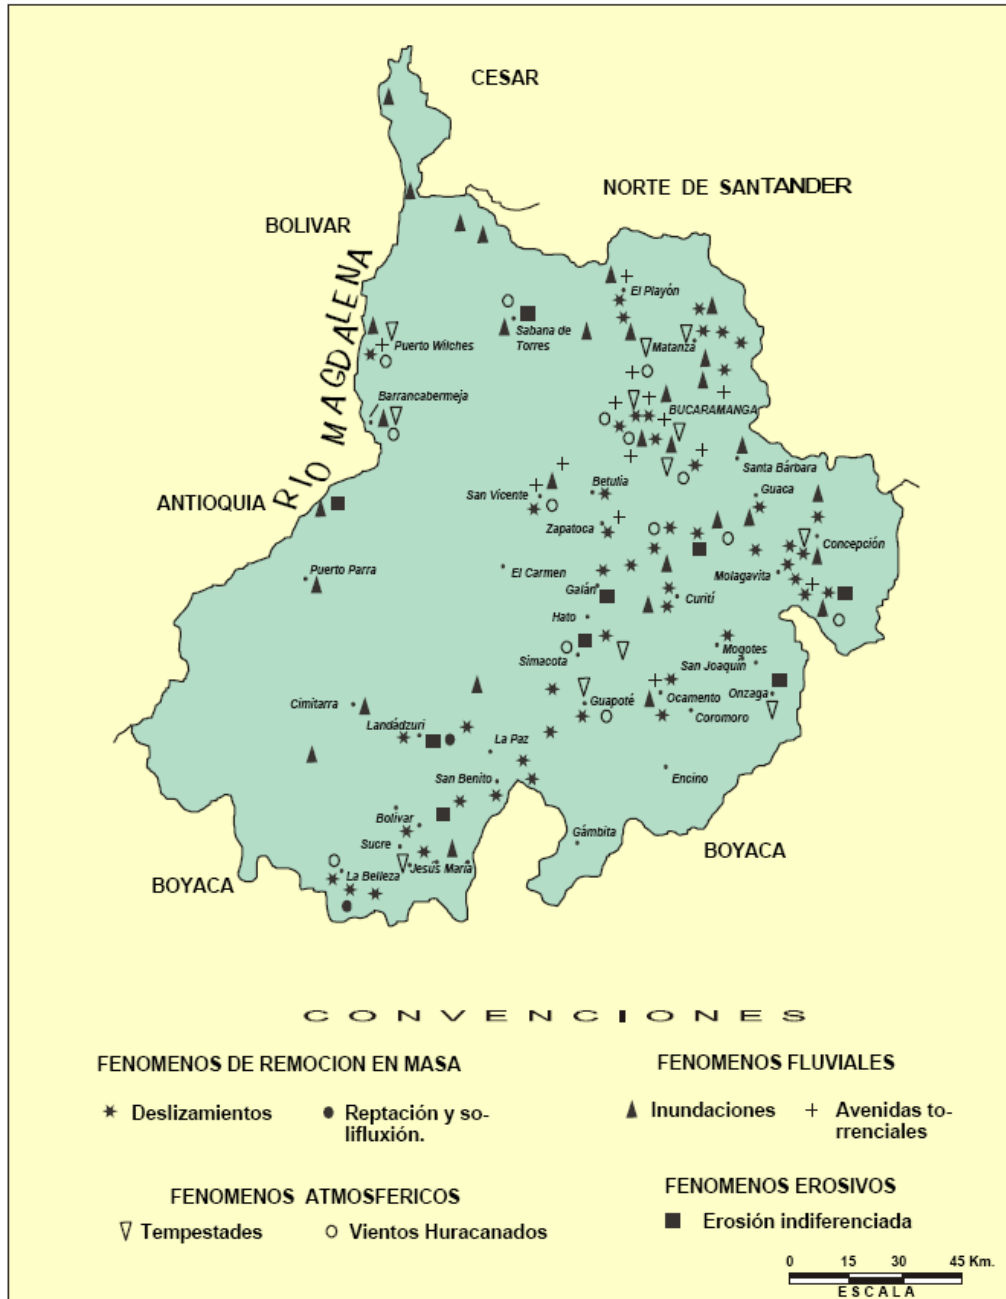 CESAR
NORTE DE SANTANDER
BOLIVAR
RIO MAGDALENA
El Playón
Sabana de
Torres
Puerto Wilches
Matanza
Barrancabermeja
BUCARAMANGA
Santa Bárbara
Betulia
San Vicente
Guaca
ANTIOQUIA
Zapatoca
Concepción
Puerto Parra
El Carmen
Molagavita
Galán
Curití
Hato
Mogotes
Simacota
San Joaquín
Onzaga
Cimitarra
Guapoté
Ocamento
Coromoro
Landádzuri
La Paz
San Benito
Encino
Bolivar
Sucre
Gámbita
BOYACA
Jesús María
La Belleza
BOYACA
CONVENCIONES
FENOMENOS DE REMOCION EN MASA
Deslizamientos
Reptación y so-
lifluxión.
FENOMENOS FLUVIALES
Inundaciones
Avenidas to-
rrenciales
FENOMENOS ATMOSFERICOS
Tempestades
Vientos Huracanados
FENOMENOS EROSIVOS
Erosión indiferenciada
0 15 30 45 Km.
ESCALA